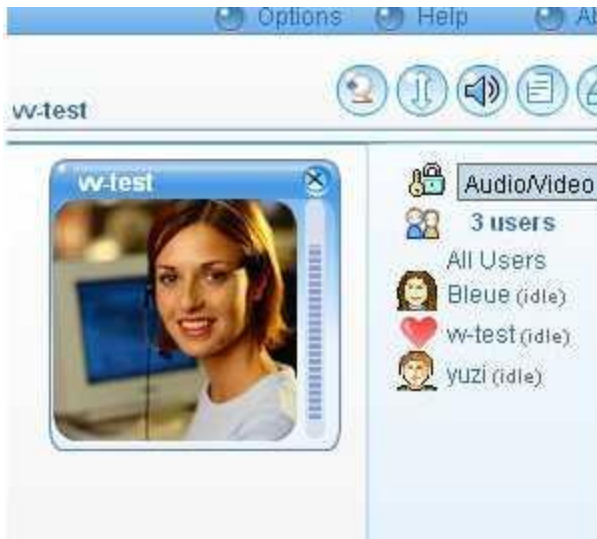 Options Help Ab
vv-test
vv-test
Audio/Video
3 users
All Users
Bleue (idle)
vv-test (idle)
yuzi (idle)